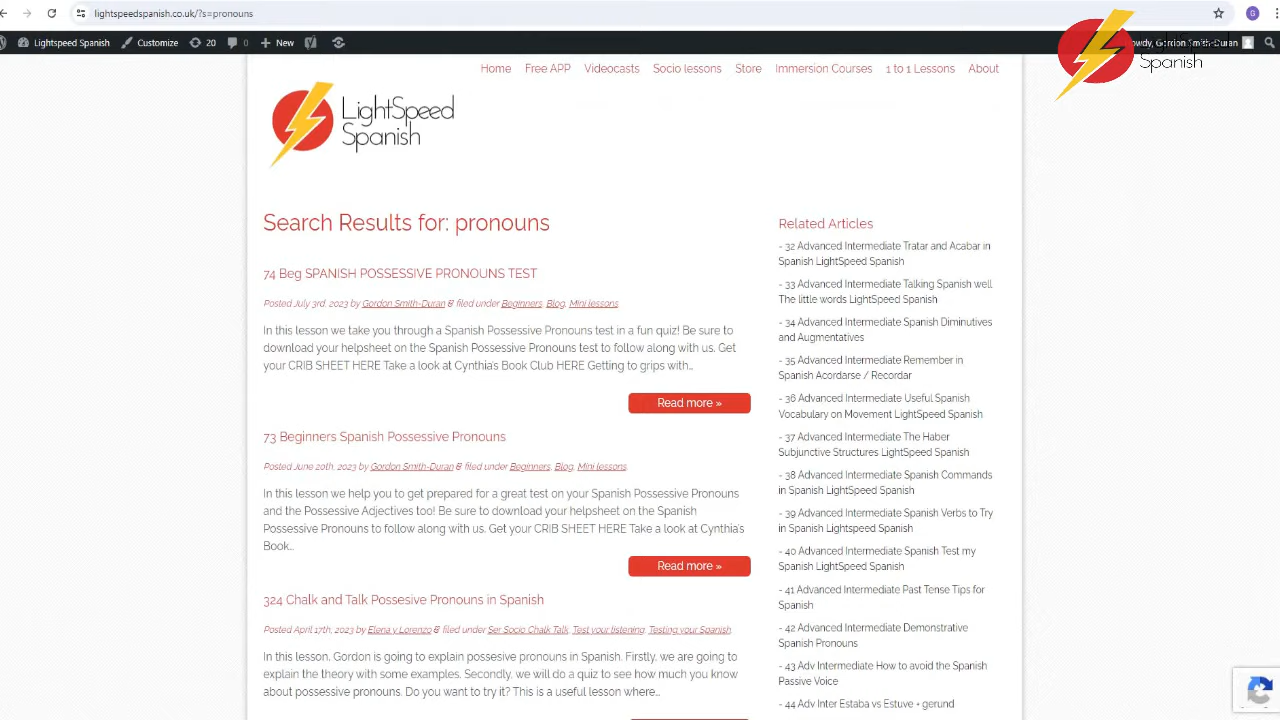 lightspeedspanish.co.uk/?s=pronouns
Lightspeed Spanish Customize 20 0 New owdy, Gordon Smith-Duran
Spanish
Home Free APP Videocasts Socio lessons Store Immersion Courses 1 to 1 Lessons About
LightSpeed
Spanish
Search Results for: pronouns
74 Beg SPANISH POSSESSIVE PRONOUNS TEST
Posted July 3rd, 2023 by Gordon Smith-Duran & filed under Beginners, Blog, Mini lessons
In this lesson we take you through a Spanish Possessive Pronouns test in a fun quiz! Be sure to
download your helpsheet on the Spanish Possessive Pronouns test to follow along with us. Get
your CRIB SHEET HERE Take a look at Cynthia's Book Club HERE Getting to grips with...
Read more »
73 Beginners Spanish Possessive Pronouns
Posted June 20th, 2023 by Gordon Smith-Duran & filed under Beginners, Blog, Mini lessons
In this lesson we help you to get prepared for a great test on your Spanish Possessive Pronouns
and the Possessive Adjectives too! Be sure to download your helpsheet on the Spanish
Possessive Pronouns to follow along with us. Get your CRIB SHEET HERE Take a look at Cynthia's
Book...
Read more »
324 Chalk and Talk Possesive Pronouns in Spanish
Posted April 17th, 2023 by Elena y Lorenzo & filed under Ser Socio Chalk Talk, Test your listening, Testing your Spanish
In this lesson, Gordon is going to explain possesive pronouns in Spanish. Firstly, we are going to
explain the theory with some examples. Secondly, we will do a quiz to see how much you know
about possessive pronouns. Do you want to try it? This is a useful lesson where...
Related Articles
- 32 Advanced Intermediate Tratar and Acabar in
Spanish LightSpeed Spanish
- 33 Advanced Intermediate Talking Spanish well
The little words LightSpeed Spanish
- 34 Advanced Intermediate Spanish Diminutives
and Augmentatives
- 35 Advanced Intermediate Remember in
Spanish Acordarse / Recordar
- 36 Advanced Intermediate Useful Spanish
Vocabulary on Movement LightSpeed Spanish
- 37 Advanced Intermediate The Haber
Subjunctive Structures LightSpeed Spanish
- 38 Advanced Intermediate Spanish Commands
in Spanish LightSpeed Spanish
- 39 Advanced Intermediate Spanish Verbs to Try
in Spanish Lightspeed Spanish
- 40 Advanced Intermediate Spanish Test my
Spanish LightSpeed Spanish
- 41 Advanced Intermediate Past Tense Tips for
Spanish
- 42 Advanced Intermediate Demonstrative
Spanish Pronouns
- 43 Adv Intermediate How to avoid the Spanish
Passive Voice
- 44 Adv Inter Estaba vs Estuve + gerund